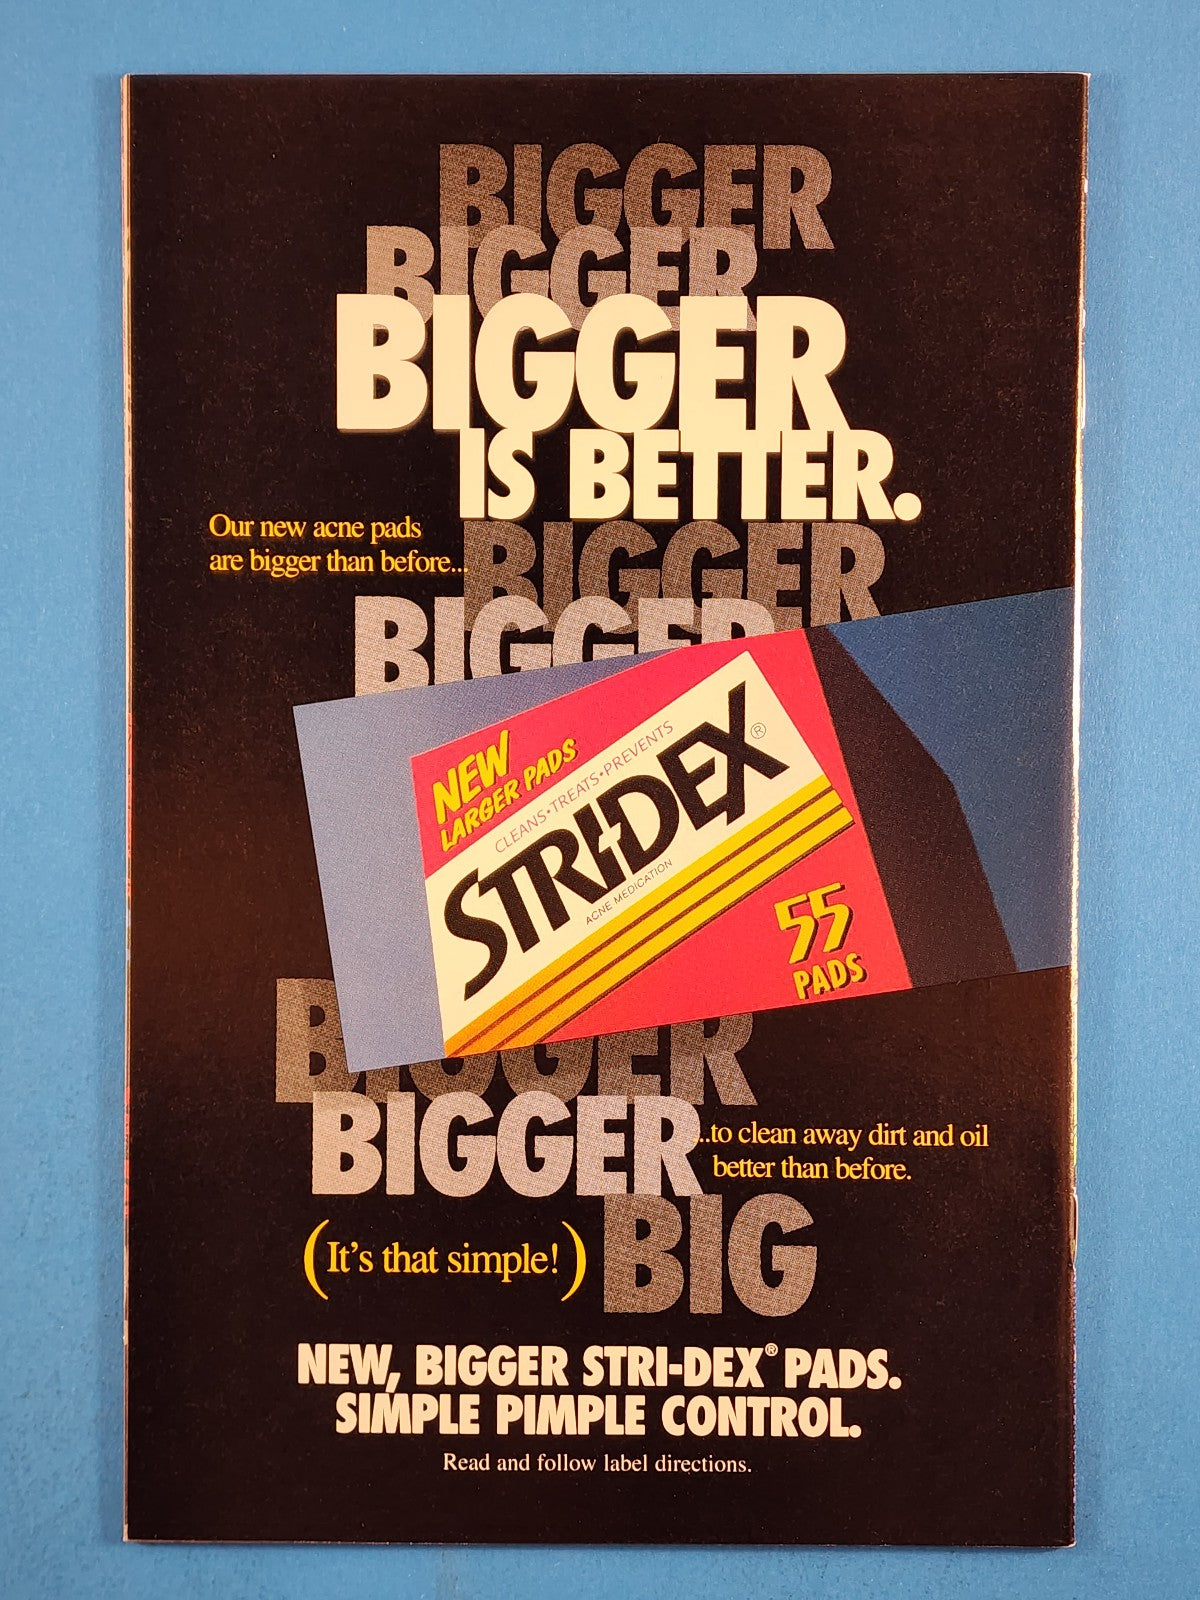 BIGGER
BIGGER
BIGGER
IS BETTER.
Our new acne pads
are bigger than before...
BIGGER
BIGGER
NEW
LARGER PADS
CLEANS•TREATS•PREVENTS
STRI-DEX®
ACNE MEDICATION
55
PADS
BIGGER
BIGGER
...to clean away dirt and oil
better than before.
(It's that simple!)
BIG
NEW, BIGGER STRI-DEX® PADS.
SIMPLE PIMPLE CONTROL.
Read and follow label directions.